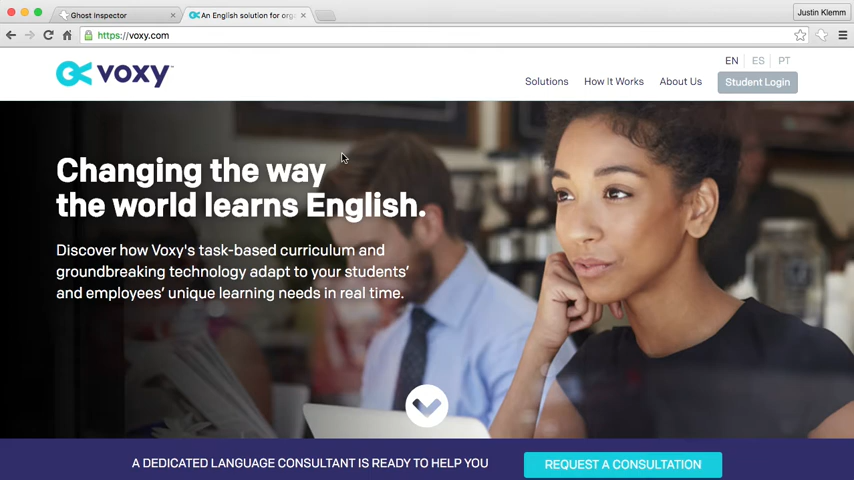 Ghost Inspector
An English solution for orga
Justin Klemm
https://voxy.com
EN ES PT
voxy™
Solutions How It Works About Us Student Login
Changing the way
the world learns English.
Discover how Voxy's task-based curriculum and
groundbreaking technology adapt to your students'
and employees' unique learning needs in real time.
A DEDICATED LANGUAGE CONSULTANT IS READY TO HELP YOU REQUEST A CONSULTATION